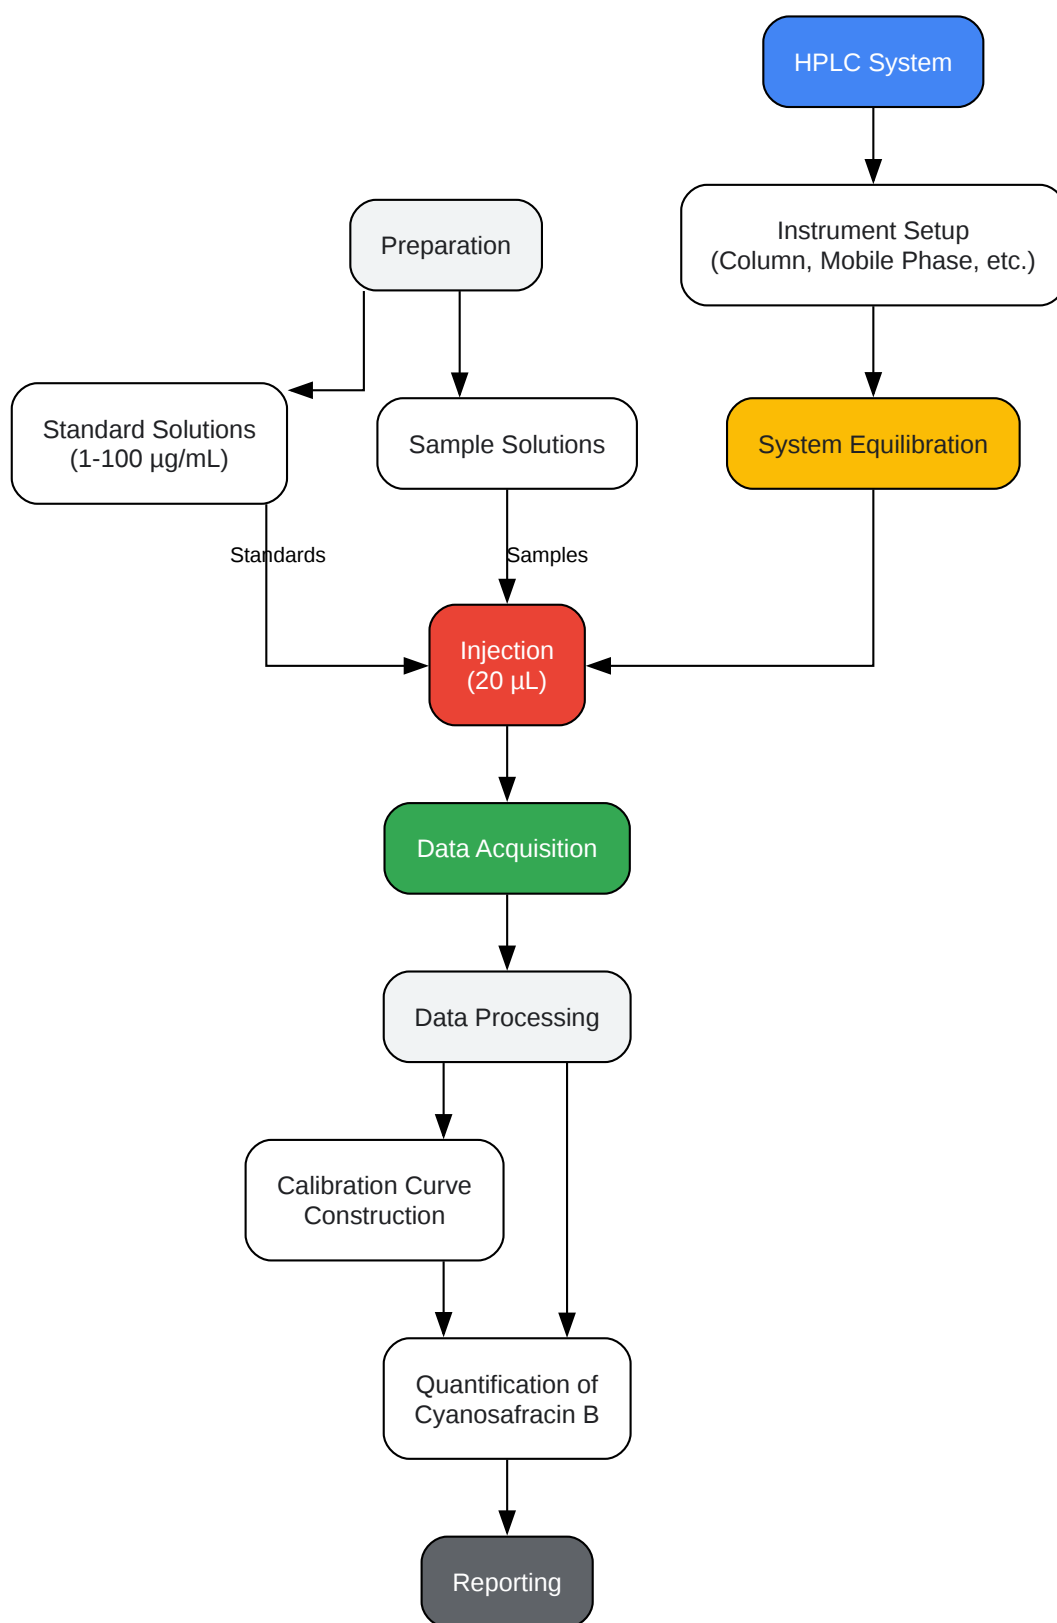 HPLC System
Instrument Setup
(Column, Mobile Phase, etc.)
Preparation
Standard Solutions
(1-100 µg/mL)
Sample Solutions
System Equilibration
Standards
Samples
Injection
(20 µL)
Data Acquisition
Data Processing
Calibration Curve
Construction
Quantification of
Cyanosafracin B
Reporting